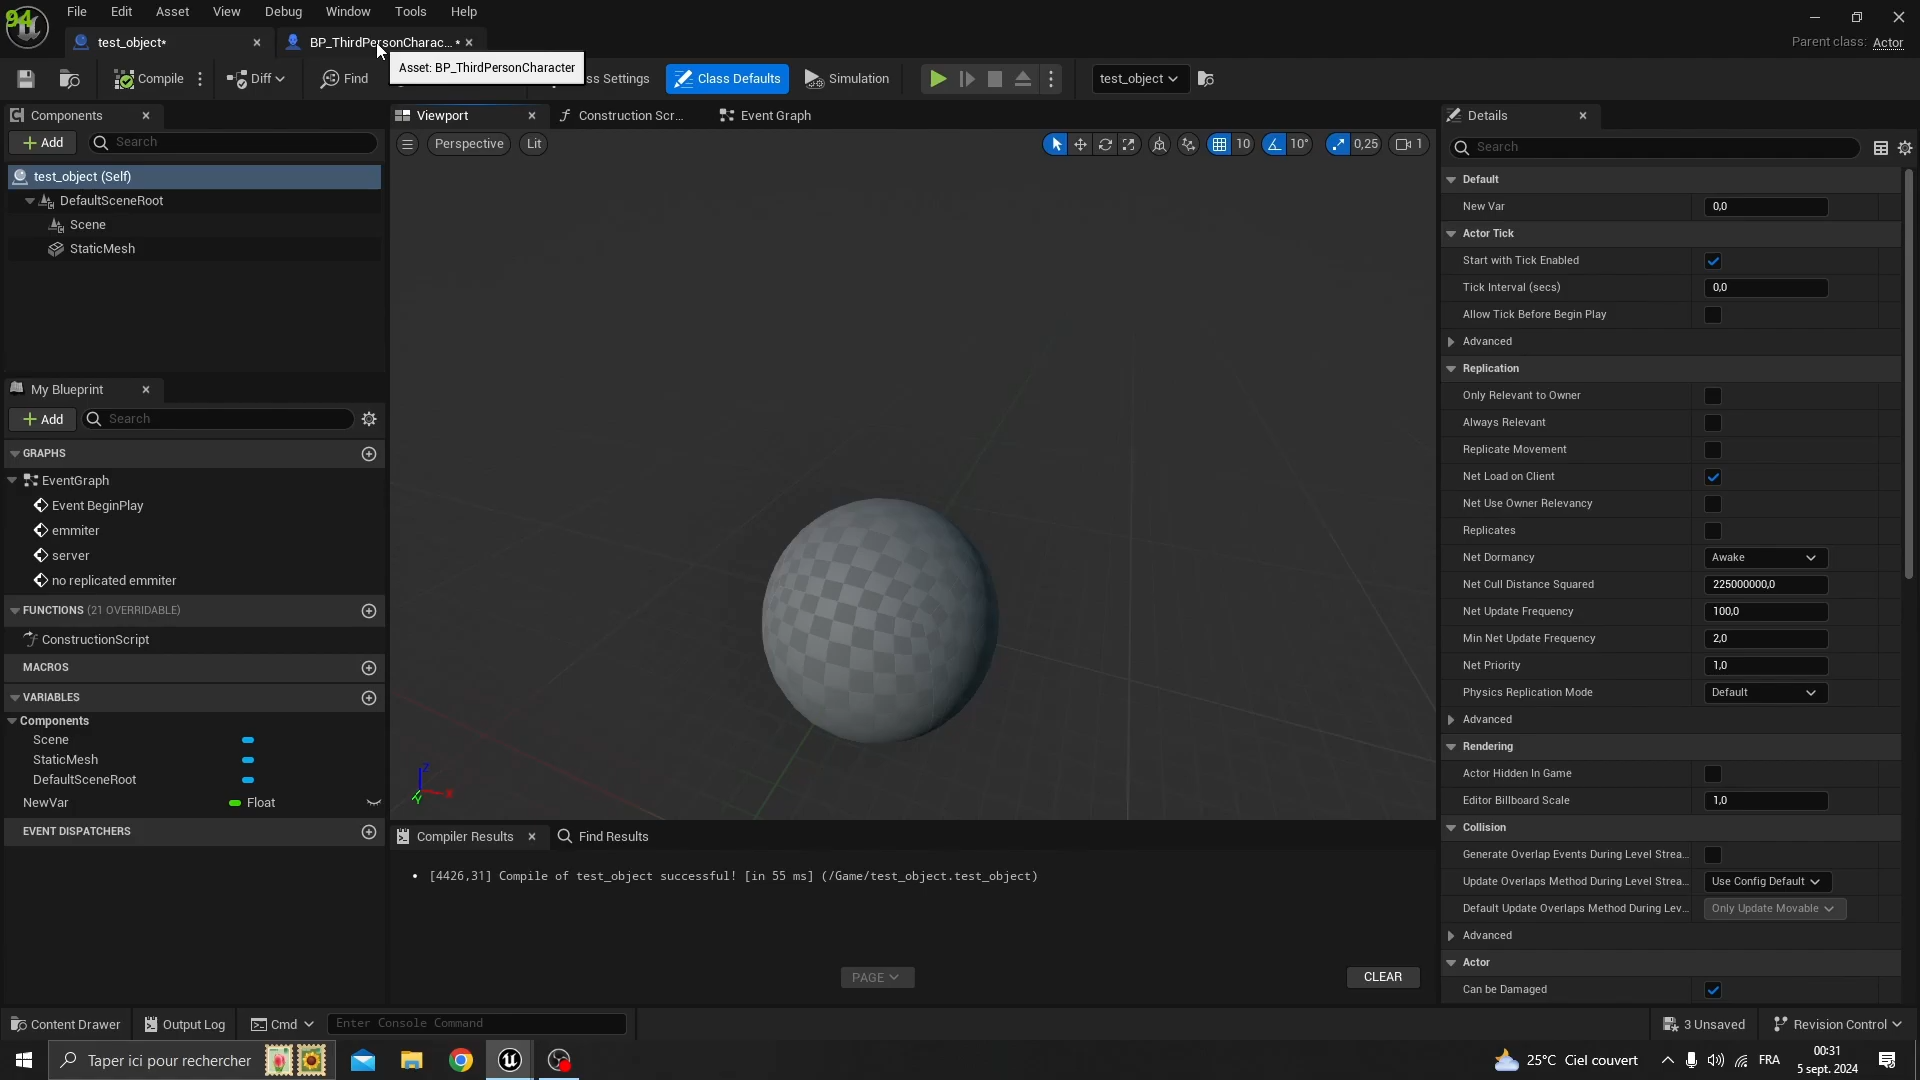 94
File Edit Asset View Debug Window Tools Help
test_object*
BP_ThirdPersonCharac... *
Parent class: Actor
Asset: BP_ThirdPersonCharacter
Compile
Diff
Find
ss Settings
Class Defaults
Simulation
test_object
Components
Add
Search
test_object (Self)
DefaultSceneRoot
Scene
StaticMesh
My Blueprint
Add
Search
GRAPHS
EventGraph
Event BeginPlay
emmiter
server
no replicated emmiter
FUNCTIONS (21 OVERRIDABLE)
ConstructionScript
MACROS
VARIABLES
Components
Scene
StaticMesh
DefaultSceneRoot
NewVar Float
EVENT DISPATCHERS
Viewport
Construction Scr...
Event Graph
Perspective
Lit
10
10°
0,25
1
Z
X
Y
Compiler Results
Find Results
[4426,31] Compile of test_object successful! [in 55 ms] (/Game/test_object.test_object)
PAGE
CLEAR
Details
Search
Default
New Var 0,0
Actor Tick
Start with Tick Enabled
Tick Interval (secs) 0,0
Allow Tick Before Begin Play
Advanced
Replication
Only Relevant to Owner
Always Relevant
Replicate Movement
Net Load on Client
Net Use Owner Relevancy
Replicates
Net Dormancy Awake
Net Cull Distance Squared 225000000,0
Net Update Frequency 100,0
Min Net Update Frequency 2,0
Net Priority 1,0
Physics Replication Mode Default
Advanced
Rendering
Actor Hidden In Game
Editor Billboard Scale 1,0
Collision
Generate Overlap Events During Level Strea...
Update Overlaps Method During Level Strea... Use Config Default
Default Update Overlaps Method During Lev... Only Update Movable
Advanced
Actor
Can be Damaged
Content Drawer
Output Log
Cmd
Enter Console Command
3 Unsaved
Revision Control
Taper ici pour rechercher
25°C Ciel couvert
FRA
00:31
5 sept. 2024